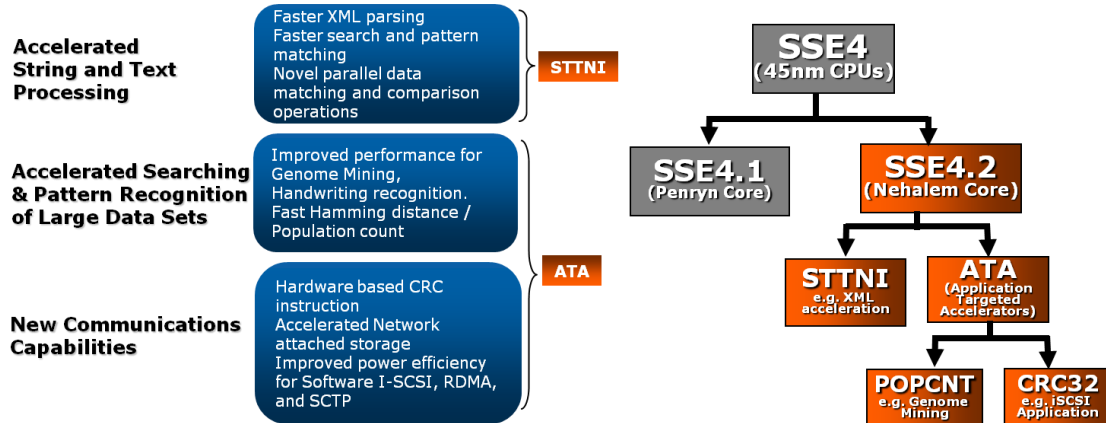 Accelerated
String and Text
Processing
Faster XML parsing
Faster search and pattern
matching
Novel parallel data
matching and comparison
operations
STTNI
Accelerated Searching
& Pattern Recognition
of Large Data Sets
Improved performance for
Genome Mining,
Handwriting recognition.
Fast Hamming distance /
Population count
ATA
New Communications
Capabilities
Hardware based CRC
instruction
Accelerated Network
attached storage
Improved power efficiency
for Software I-SCSI, RDMA,
and SCTP
SSE4
(45nm CPUs)
SSE4.1
(Penryn Core)
SSE4.2
(Nehalem Core)
STTNI
e.g. XML
acceleration
ATA
(Application
Targeted
Accelerators)
POPCNT
e.g. Genome
Mining
CRC32
e.g. iSCSI
Application